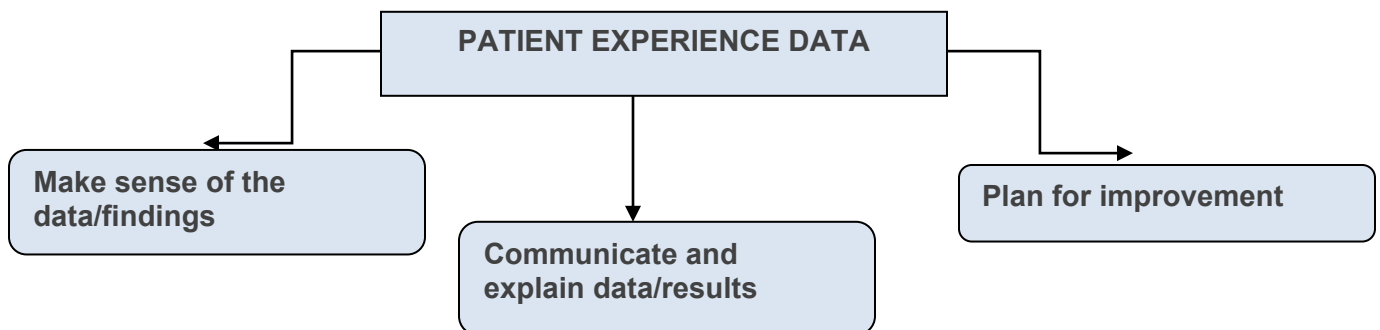 PATIENT EXPERIENCE DATA
Make sense of the
data/findings
Communicate and
explain data/results
Plan for improvement